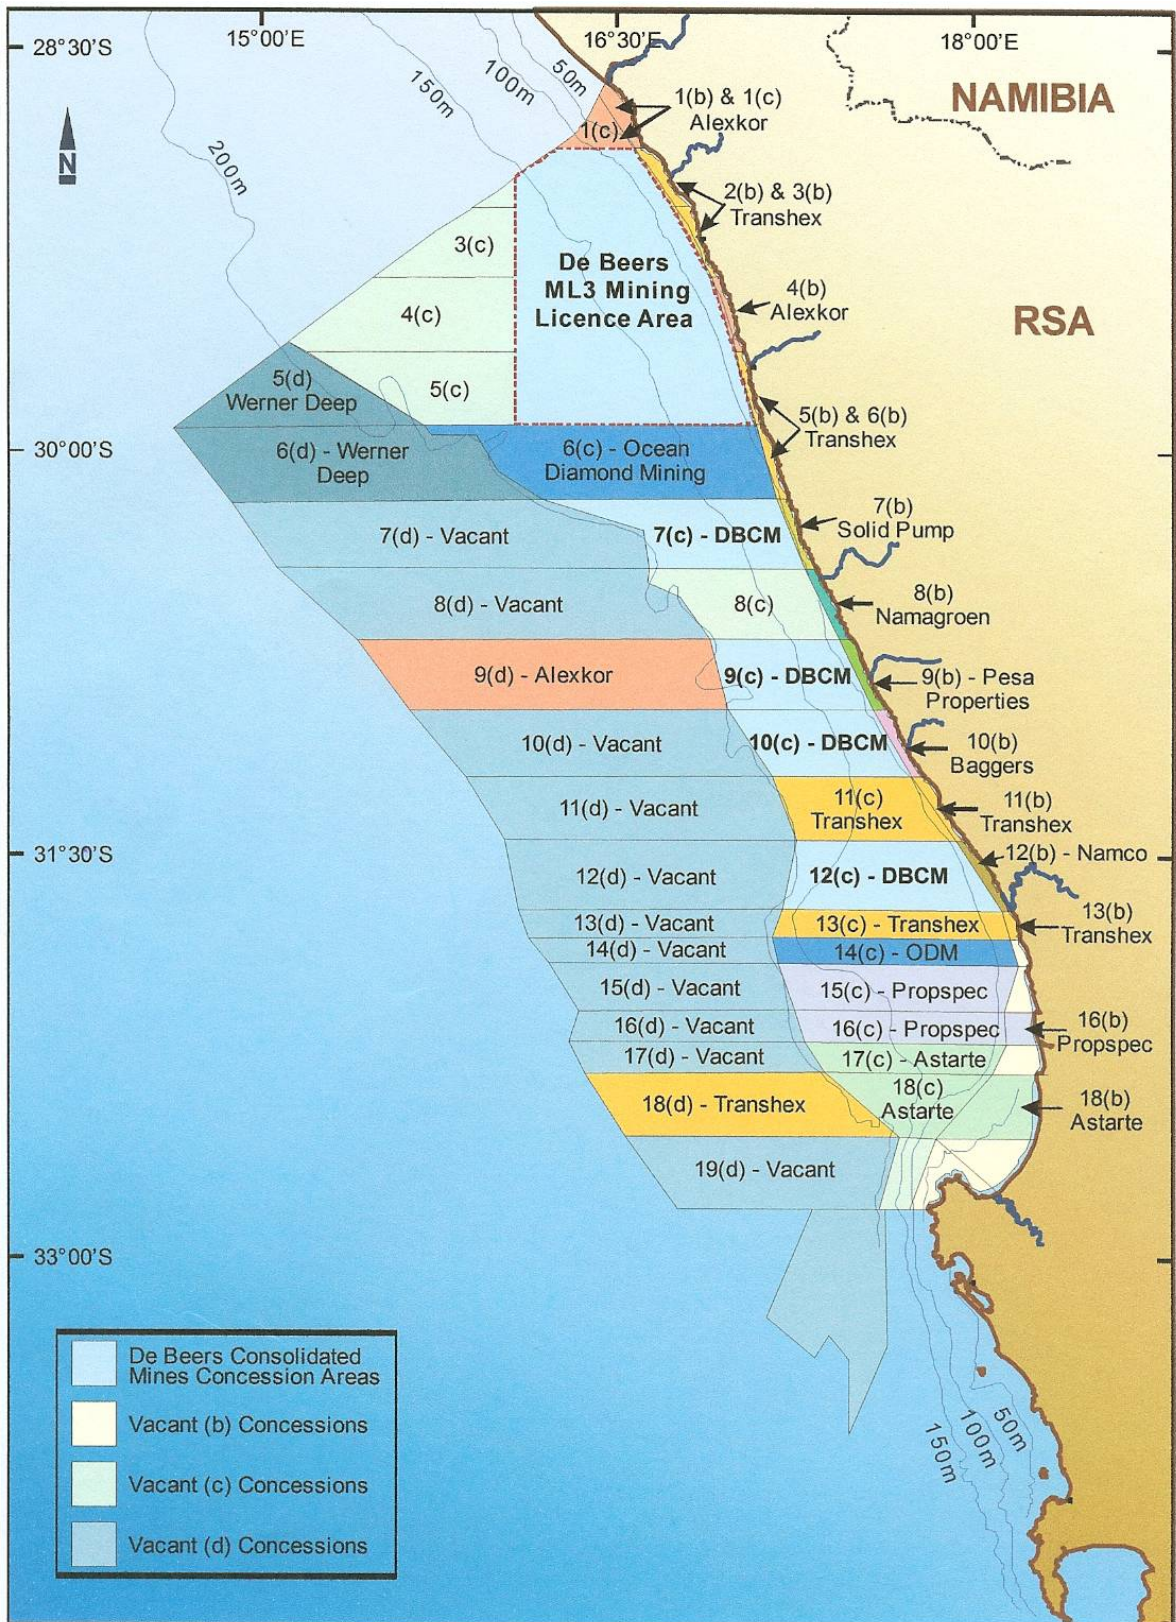 15°00'E
16°30'E
18°00'E
28°30'S
50m
100m
150m
200m
N
NAMIBIA
1(b) & 1(c)
Alexkor
1(c)
2(b) & 3(b)
Transhex
3(c)
De Beers
ML3 Mining
Licence Area
4(b)
Alexkor
RSA
4(c)
5(d)
Werner Deep
5(c)
5(b) & 6(b)
Transhex
30°00'S
6(d) - Werner
Deep
6(c) - Ocean
Diamond Mining
7(b)
Solid Pump
7(d) - Vacant
7(c) - DBCM
8(d) - Vacant
8(c)
8(b)
Namagroen
9(d) - Alexkor
9(c) - DBCM
9(b) - Pesa
Properties
10(d) - Vacant
10(c) - DBCM
10(b)
Baggers
11(d) - Vacant
11(c)
Transhex
11(b)
Transhex
31°30'S
12(b) - Namco
12(d) - Vacant
12(c) - DBCM
13(d) - Vacant
13(c) - Transhex
13(b)
Transhex
14(d) - Vacant
14(c) - ODM
15(d) - Vacant
15(c) - Propspec
16(d) - Vacant
16(c) - Propspec
16(b)
Propspec
17(d) - Vacant
17(c) - Astarte
18(d) - Transhex
18(c)
Astarte
18(b)
Astarte
19(d) - Vacant
33°00'S
De Beers Consolidated
Mines Concession Areas
Vacant (b) Concessions
Vacant (c) Concessions
Vacant (d) Concessions
50m
100m
150m